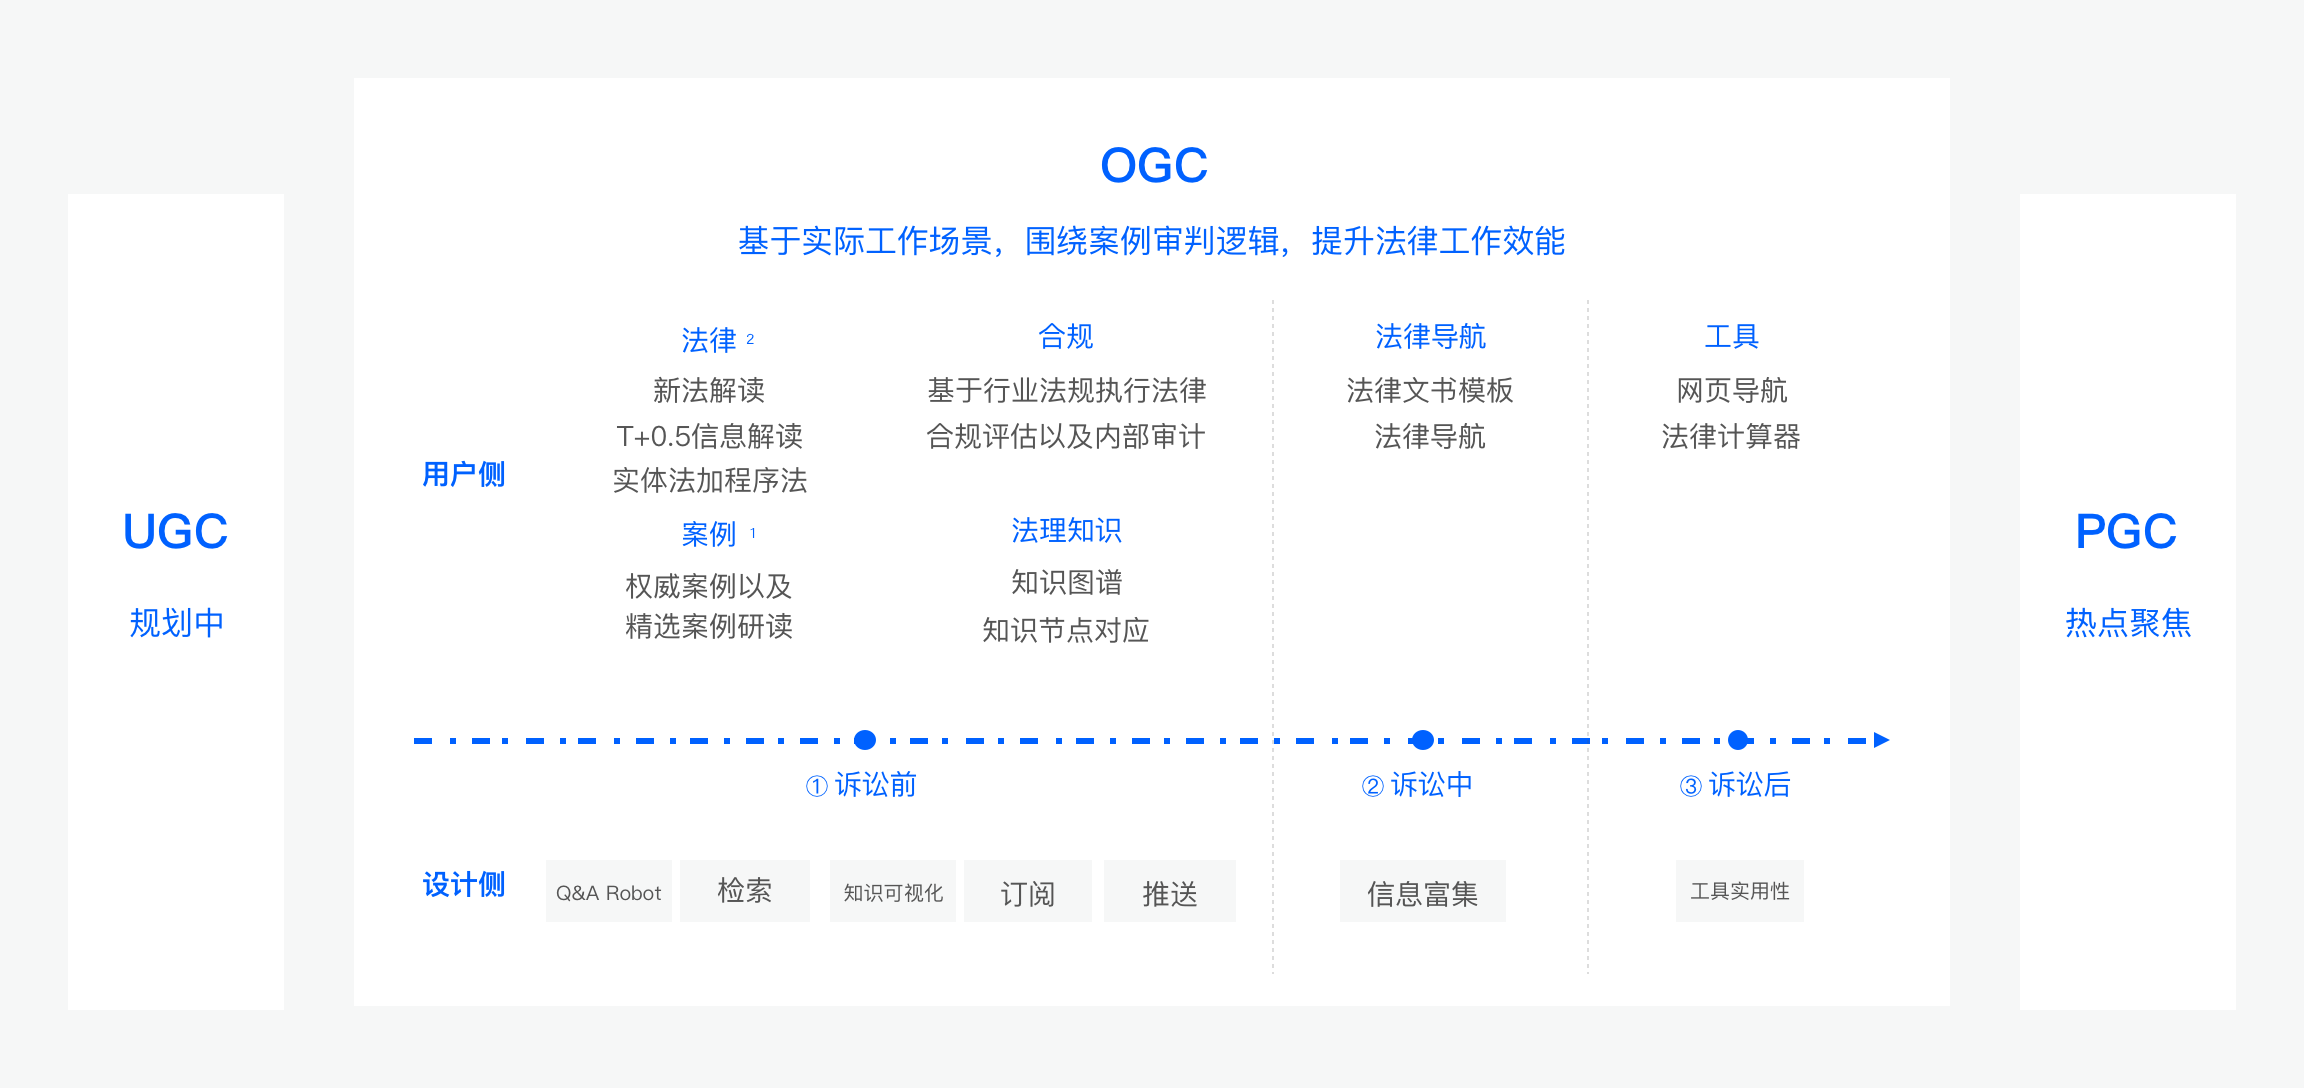 UGC
规划中
OGC
基于实际工作场景，围绕案例审判逻辑，提升法律工作效能
用户侧
法律 2
新法解读
T+0.5信息解读
实体法加程序法
案例 1
权威案例以及
精选案例研读
合规
基于行业法规执行法律
合规评估以及内部审计
法理知识
知识图谱
知识节点对应
法律导航
法律文书模板
法律导航
工具
网页导航
法律计算器
① 诉讼前
② 诉讼中
③ 诉讼后
设计侧
Q&A Robot
检索
知识可视化
订阅
推送
信息富集
工具实用性
PGC
热点聚焦